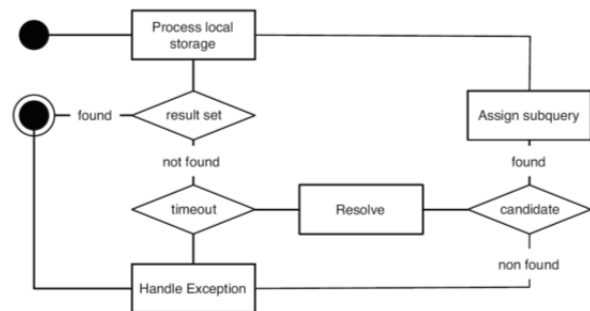 Process local
storage
found
result set
Assign subquery
not found
found
timeout
Resolve
candidate
non found
Handle Exception